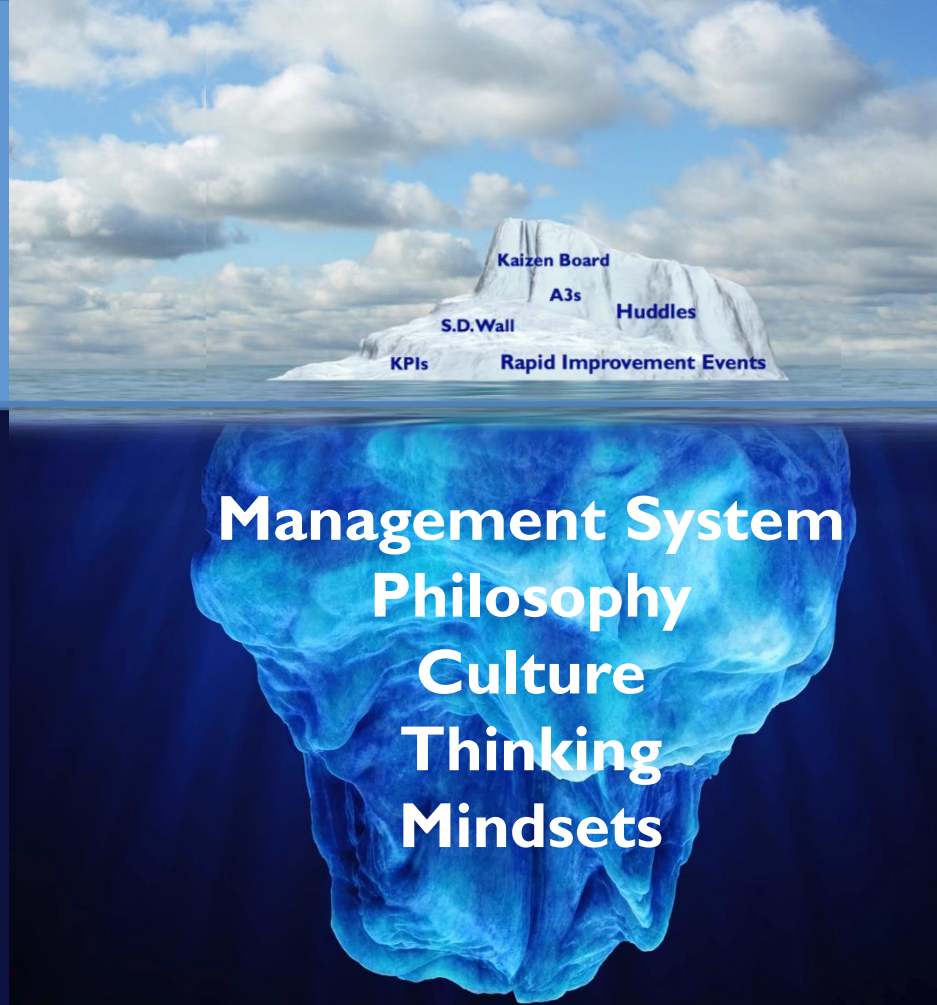 Kaizen Board
A3s
Huddles
S.D.Wall
KPIs
Rapid Improvement Events
Management System
Philosophy
Culture
Thinking
Mindsets